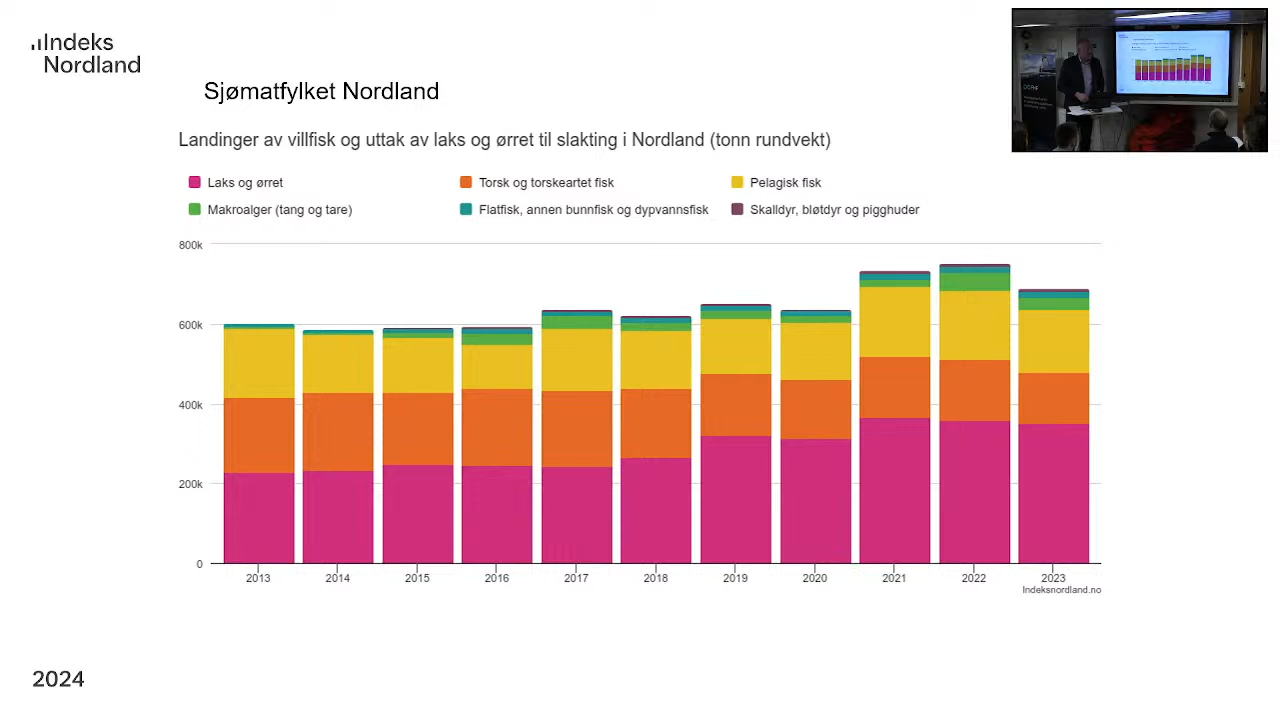 Indeks
Nordland
Sjømatfylket Nordland
Landinger av villfisk og uttak av laks og ørret til slakting i Nordland (tonn rundvekt)
Laks og ørret
Torsk og torskeartet fisk
Pelagisk fisk
Makroalger (tang og tare)
Flatfisk, annen bunnfisk og dypvannsfisk
Skalldyr, bløtdyr og pigghuder
800k
600k
400k
200k
0
2013
2014
2015
2016
2017
2018
2019
2020
2021
2022
2023
Indeksnordland.no
2024